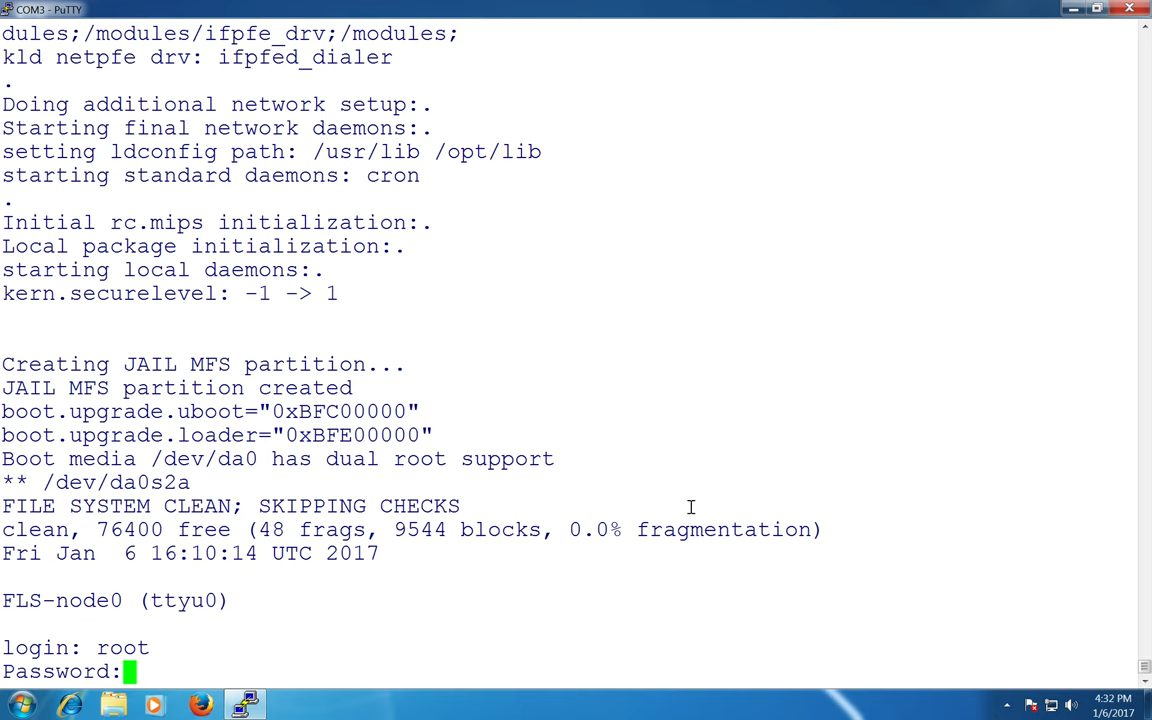 COM3 - PuTTY
dules;/modules/ifpfe_drv;/modules;
kld netpfe drv: ifpfed_dialer
.
Doing additional network setup:.
Starting final network daemons:.
setting ldconfig path: /usr/lib /opt/lib
starting standard daemons: cron
.
Initial rc.mips initialization:.
Local package initialization:.
starting local daemons:.
kern.securelevel: -1 -> 1
Creating JAIL MFS partition...
JAIL MFS partition created
boot.upgrade.uboot="0xBFC00000"
boot.upgrade.loader="0xBFE00000"
Boot media /dev/da0 has dual root support
** /dev/da0s2a
FILE SYSTEM CLEAN; SKIPPING CHECKS
clean, 76400 free (48 frags, 9544 blocks, 0.0% fragmentation)
Fri Jan  6 16:10:14 UTC 2017
FLS-node0 (ttyu0)
login: root
Password:
4:32 PM
1/6/2017